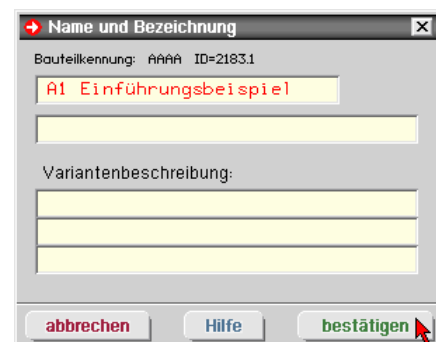 Name und Bezeichnung
Bauteilkennung: AAAA ID=2183.1
A1 Einführungsbeispiel
Variantenbeschreibung:
abbrechen Hilfe bestätigen